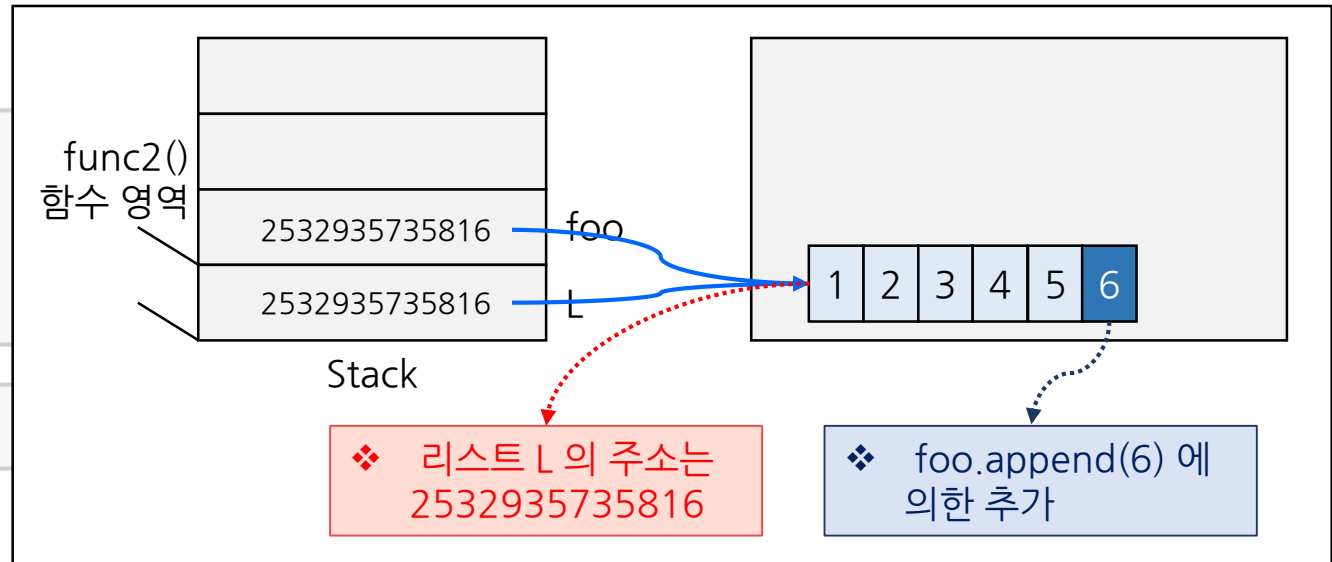 func2()
함수 영역
2532935735816
foo
2532935735816
L
1 2 3 4 5 6
Stack
❖ 리스트 L 의 주소는
2532935735816
❖ foo.append(6) 에
의한 추가